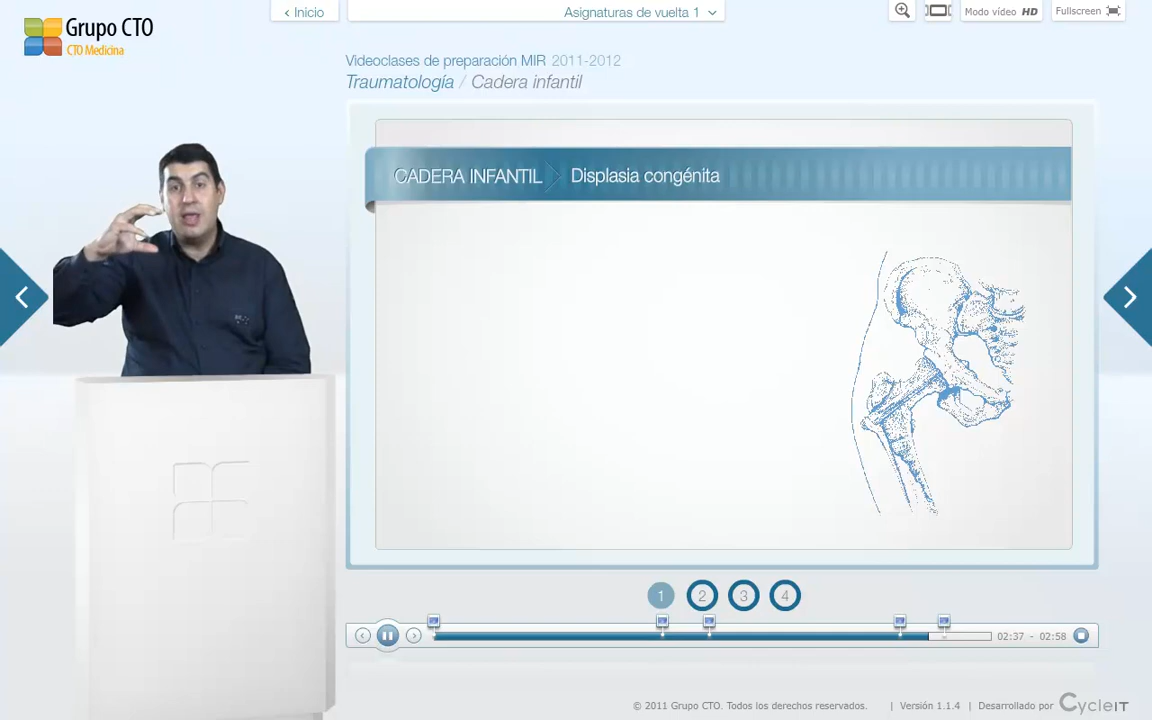 Grupo CTO
CTO Medicina
‹ Inicio
Asignaturas de vuelta 1
Modo vídeo HD
Fullscreen
Videoclases de preparación MIR 2011-2012
Traumatología / Cadera infantil
CADERA INFANTIL
Displasia congénita
1
2
3
4
02:37 - 02:58
© 2011 Grupo CTO. Todos los derechos reservados. | Versión 1.1.4 | Desarrollado por CycleIT